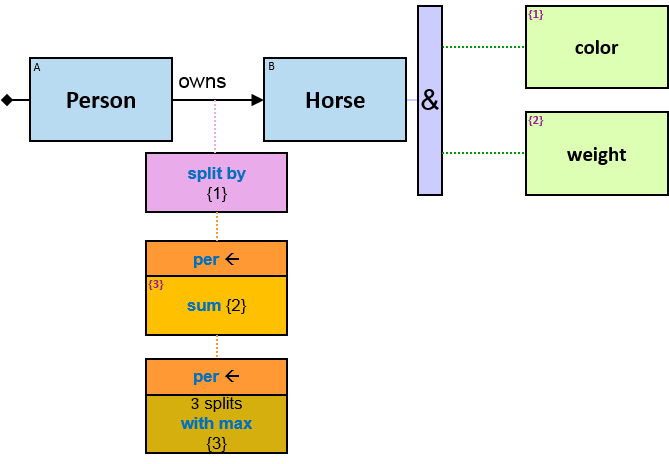 A
Person
owns
B
Horse
&
{1}
color
{2}
weight
split by
{1}
per ←
{3}
sum {2}
per ←
3 splits
with max
{3}